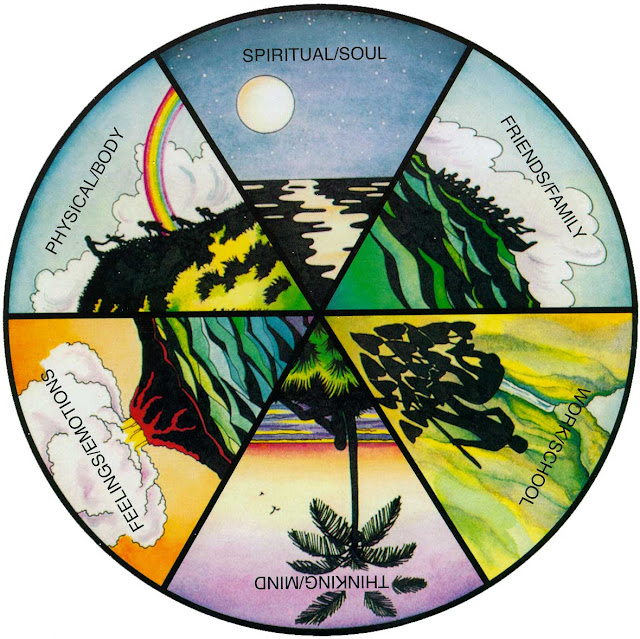 SPIRITUAL/SOUL
FRIENDS/FAMILY
WORK/SCHOOL
THINKING/MIND
FEELINGS/EMOTIONS
PHYSICAL/BODY